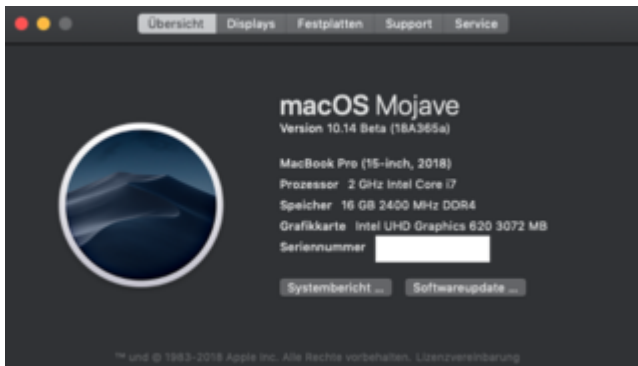 Übersicht Displays Festplatten Support Service
macOS Mojave
Version 10.14 Beta (18A365a)
MacBook Pro (15-inch, 2018)
Prozessor 2 GHz Intel Core i7
Speicher 16 GB 2400 MHz DDR4
Grafikkarte Intel UHD Graphics 620 3072 MB
Seriennummer
Systembericht ... Softwareupdate ...
™ und © 1983-2018 Apple Inc. Alle Rechte vorbehalten. Lizenzvereinbarung